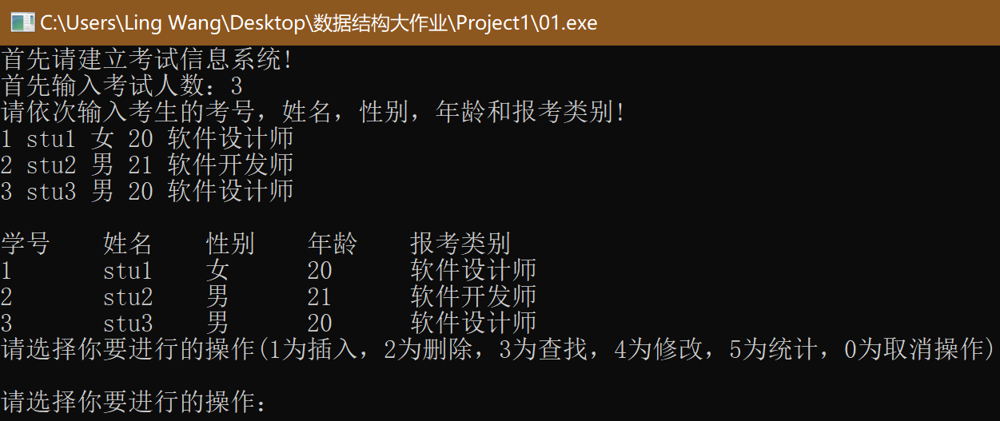 C:\Users\Ling Wang\Desktop\数据结构大作业\Project1\01.exe
首先请建立考试信息系统!
首先输入考试人数：3
请依次输入考生的考号，姓名，性别，年龄和报考类别!
1 stu1 女 20 软件设计师
2 stu2 男 21 软件开发师
3 stu3 男 20 软件设计师
学号 姓名 性别 年龄 报考类别
1 stu1 女 20 软件设计师
2 stu2 男 21 软件开发师
3 stu3 男 20 软件设计师
请选择你要进行的操作(1为插入，2为删除，3为查找，4为修改，5为统计，0为取消操作)
请选择你要进行的操作：